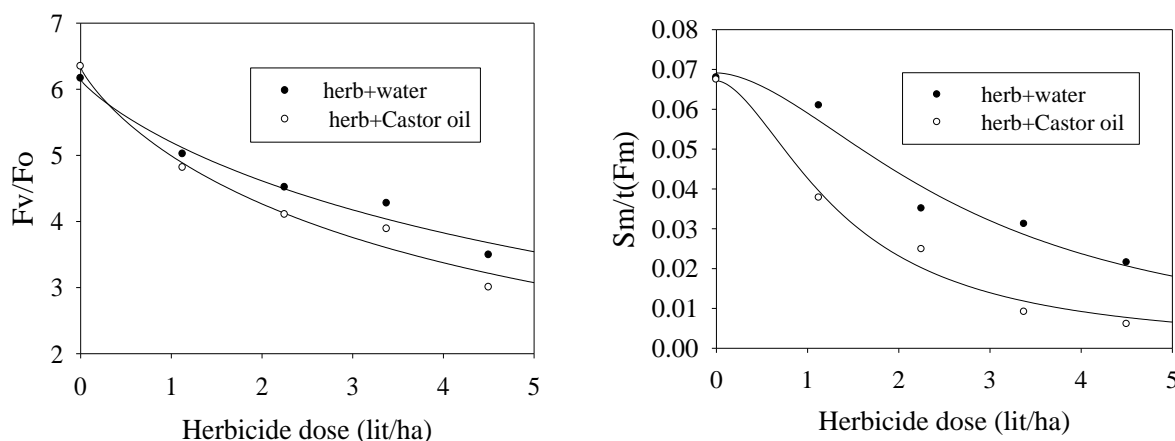 7
6
5
4
3
2
Fv/Fo
herb+water
herb+Castor oil
0 1 2 3 4 5
Herbicide dose (lit/ha)
0.08
0.07
0.06
0.05
0.04
0.03
0.02
0.01
0.00
Sm/t(Fm)
herb+water
herb+Castor oil
0 1 2 3 4 5
Herbicide dose (lit/ha)